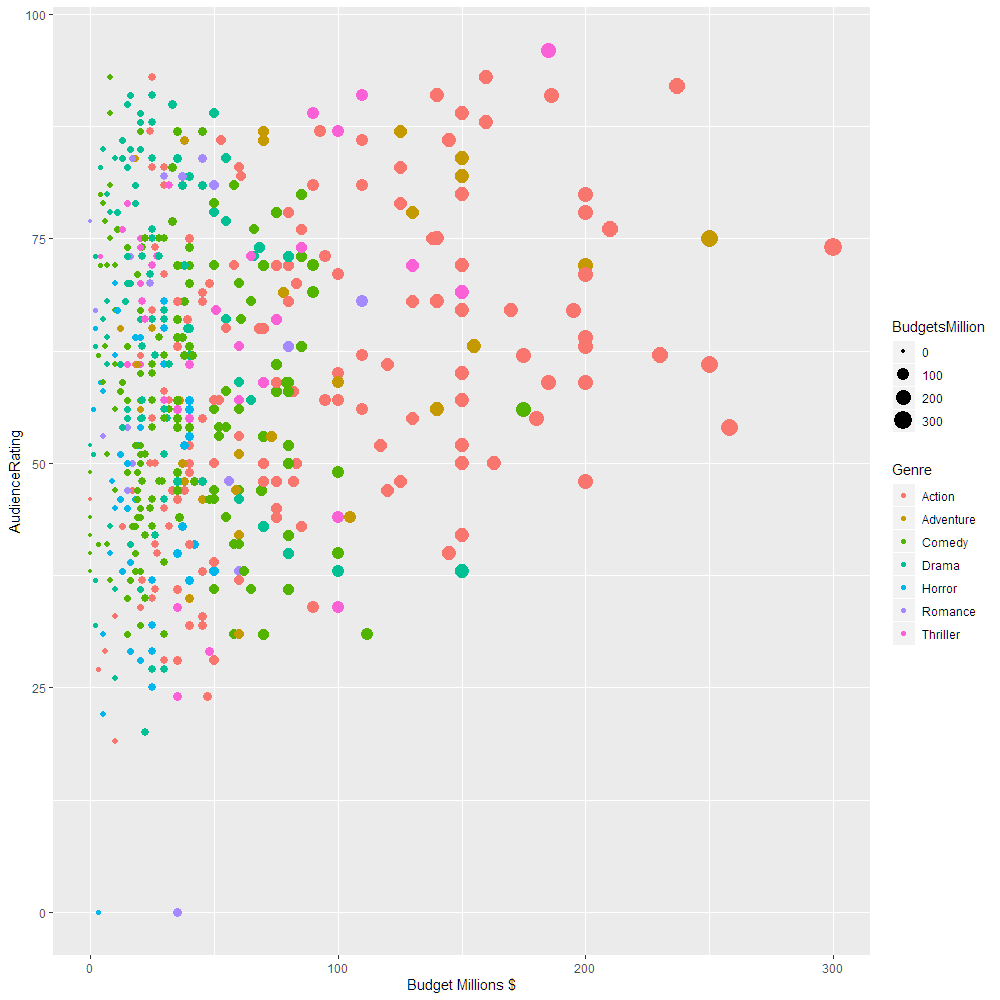 100
75
50
25
0
AudienceRating
0
100
200
300
Budget Millions $
BudgetsMillion
0
100
200
300
Genre
Action
Adventure
Comedy
Drama
Horror
Romance
Thriller